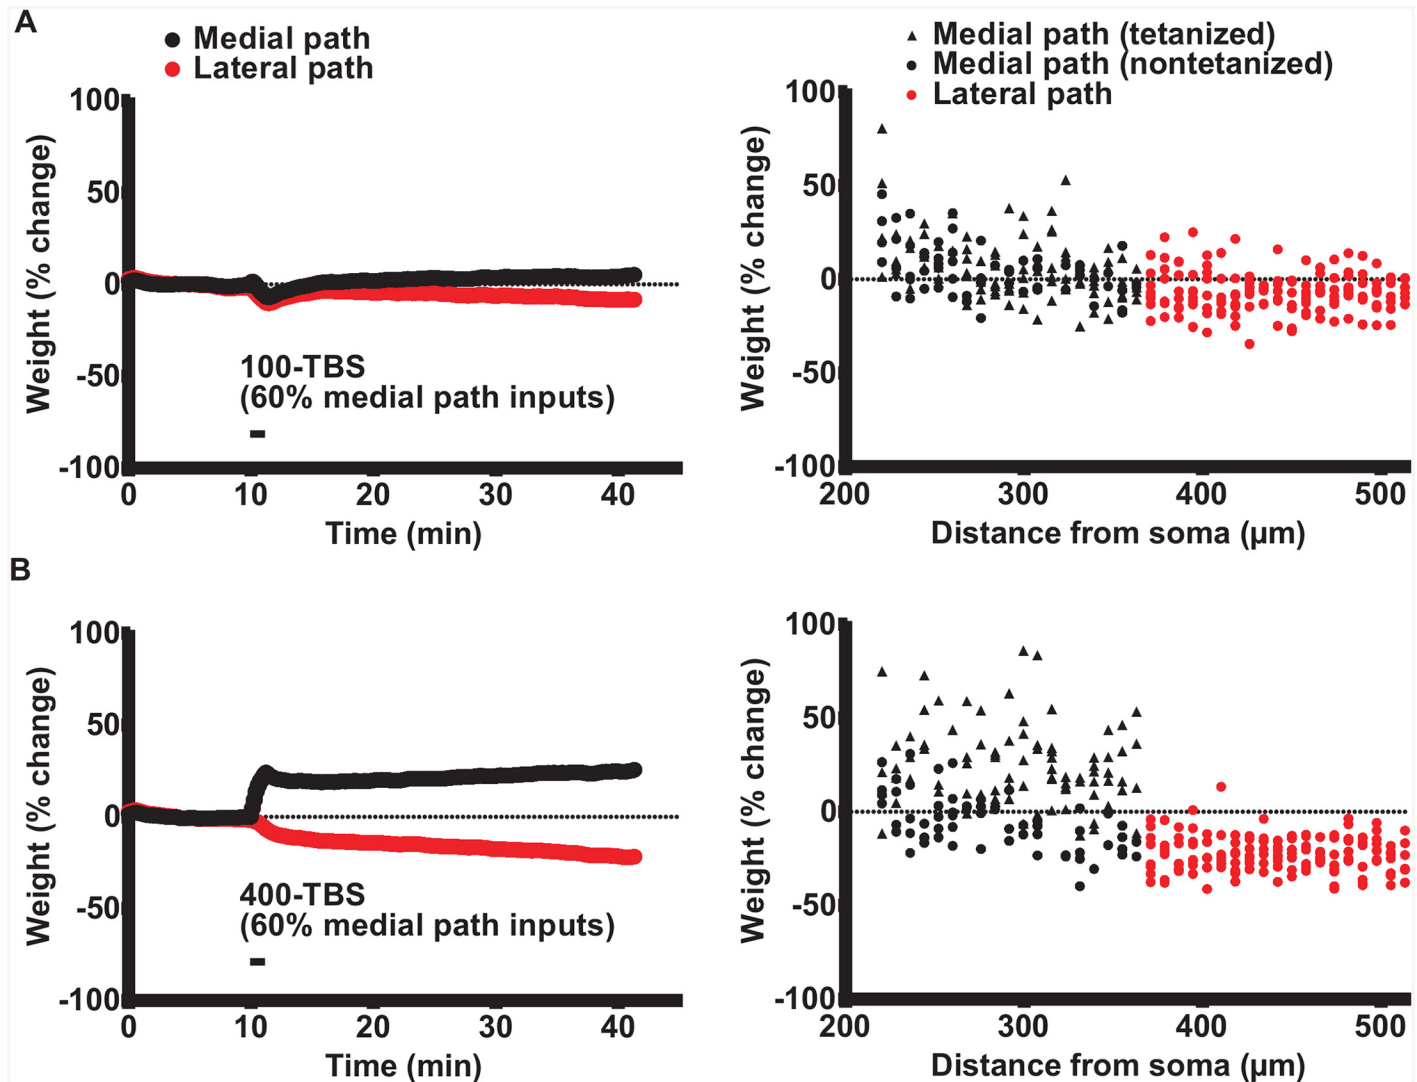 A
Medial path
Lateral path
100
50
0
-50
-100
Weight (% change)
100-TBS
(60% medial path inputs)
0 10 20 30 40
Time (min)
Medial path (tetanized)
Medial path (nontetanized)
Lateral path
100
50
0
-50
-100
Weight (% change)
200 300 400 500
Distance from soma (µm)
B
100
50
0
-50
-100
Weight (% change)
400-TBS
(60% medial path inputs)
0 10 20 30 40
Time (min)
100
50
0
-50
-100
Weight (% change)
200 300 400 500
Distance from soma (µm)